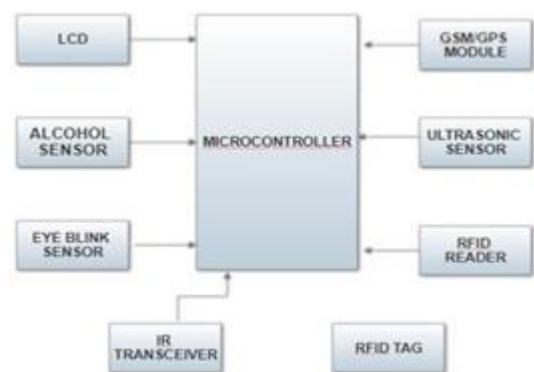 LCD
GSM/GPS
MODULE
ALCOHOL
SENSOR
MICROCONTROLLER
ULTRASONIC
SENSOR
EYE BLINK
SENSOR
RFID
READER
IR
TRANSCEIVER
RFID TAG